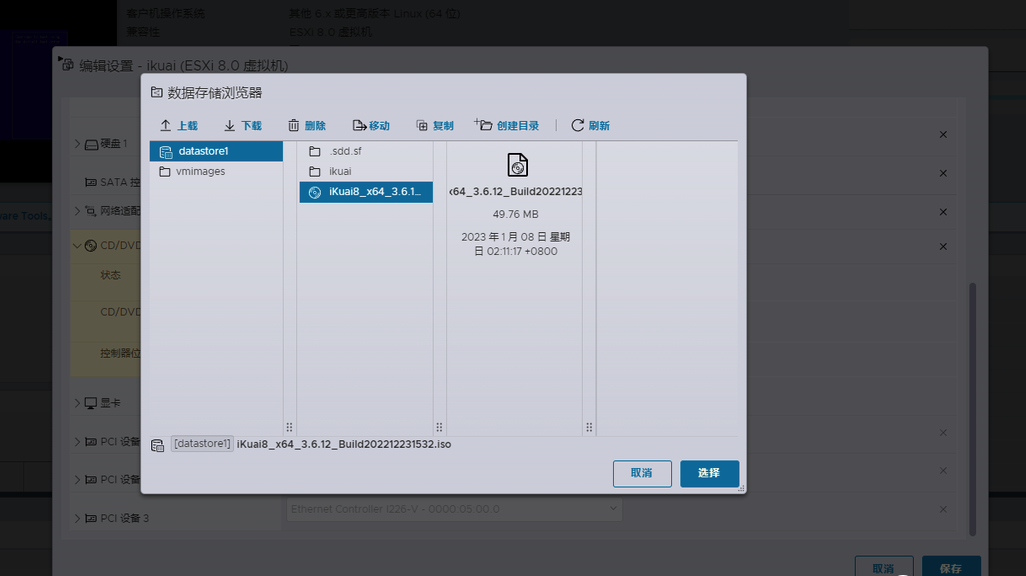 客户机操作系统 其他 6.x 或更高版本 Linux (64 位)
兼容性 ESXi 8.0 虚拟机
编辑设置 - ikuai (ESXi 8.0 虚拟机)
数据存储浏览器
上载 下载 删除 移动 复制 创建目录 刷新
datastore1 .sdd.sf
vmimages ikuai
iKuai8_x64_3.6.1... 64_3.6.12_Build20221223
49.76 MB
2023 年 1 月 08 日 星期
日 02:11:17 +0800
硬盘 1
SATA 控
网络适配
are Tools,
CD/DVD
状态
CD/DVD
控制器位
显卡
PCI 设备
[datastore1] iKuai8_x64_3.6.12_Build202212231532.iso
取消 选择
PCI 设备
PCI 设备 3 Ethernet Controller I226-V - 0000:05:00.0
取消 保存